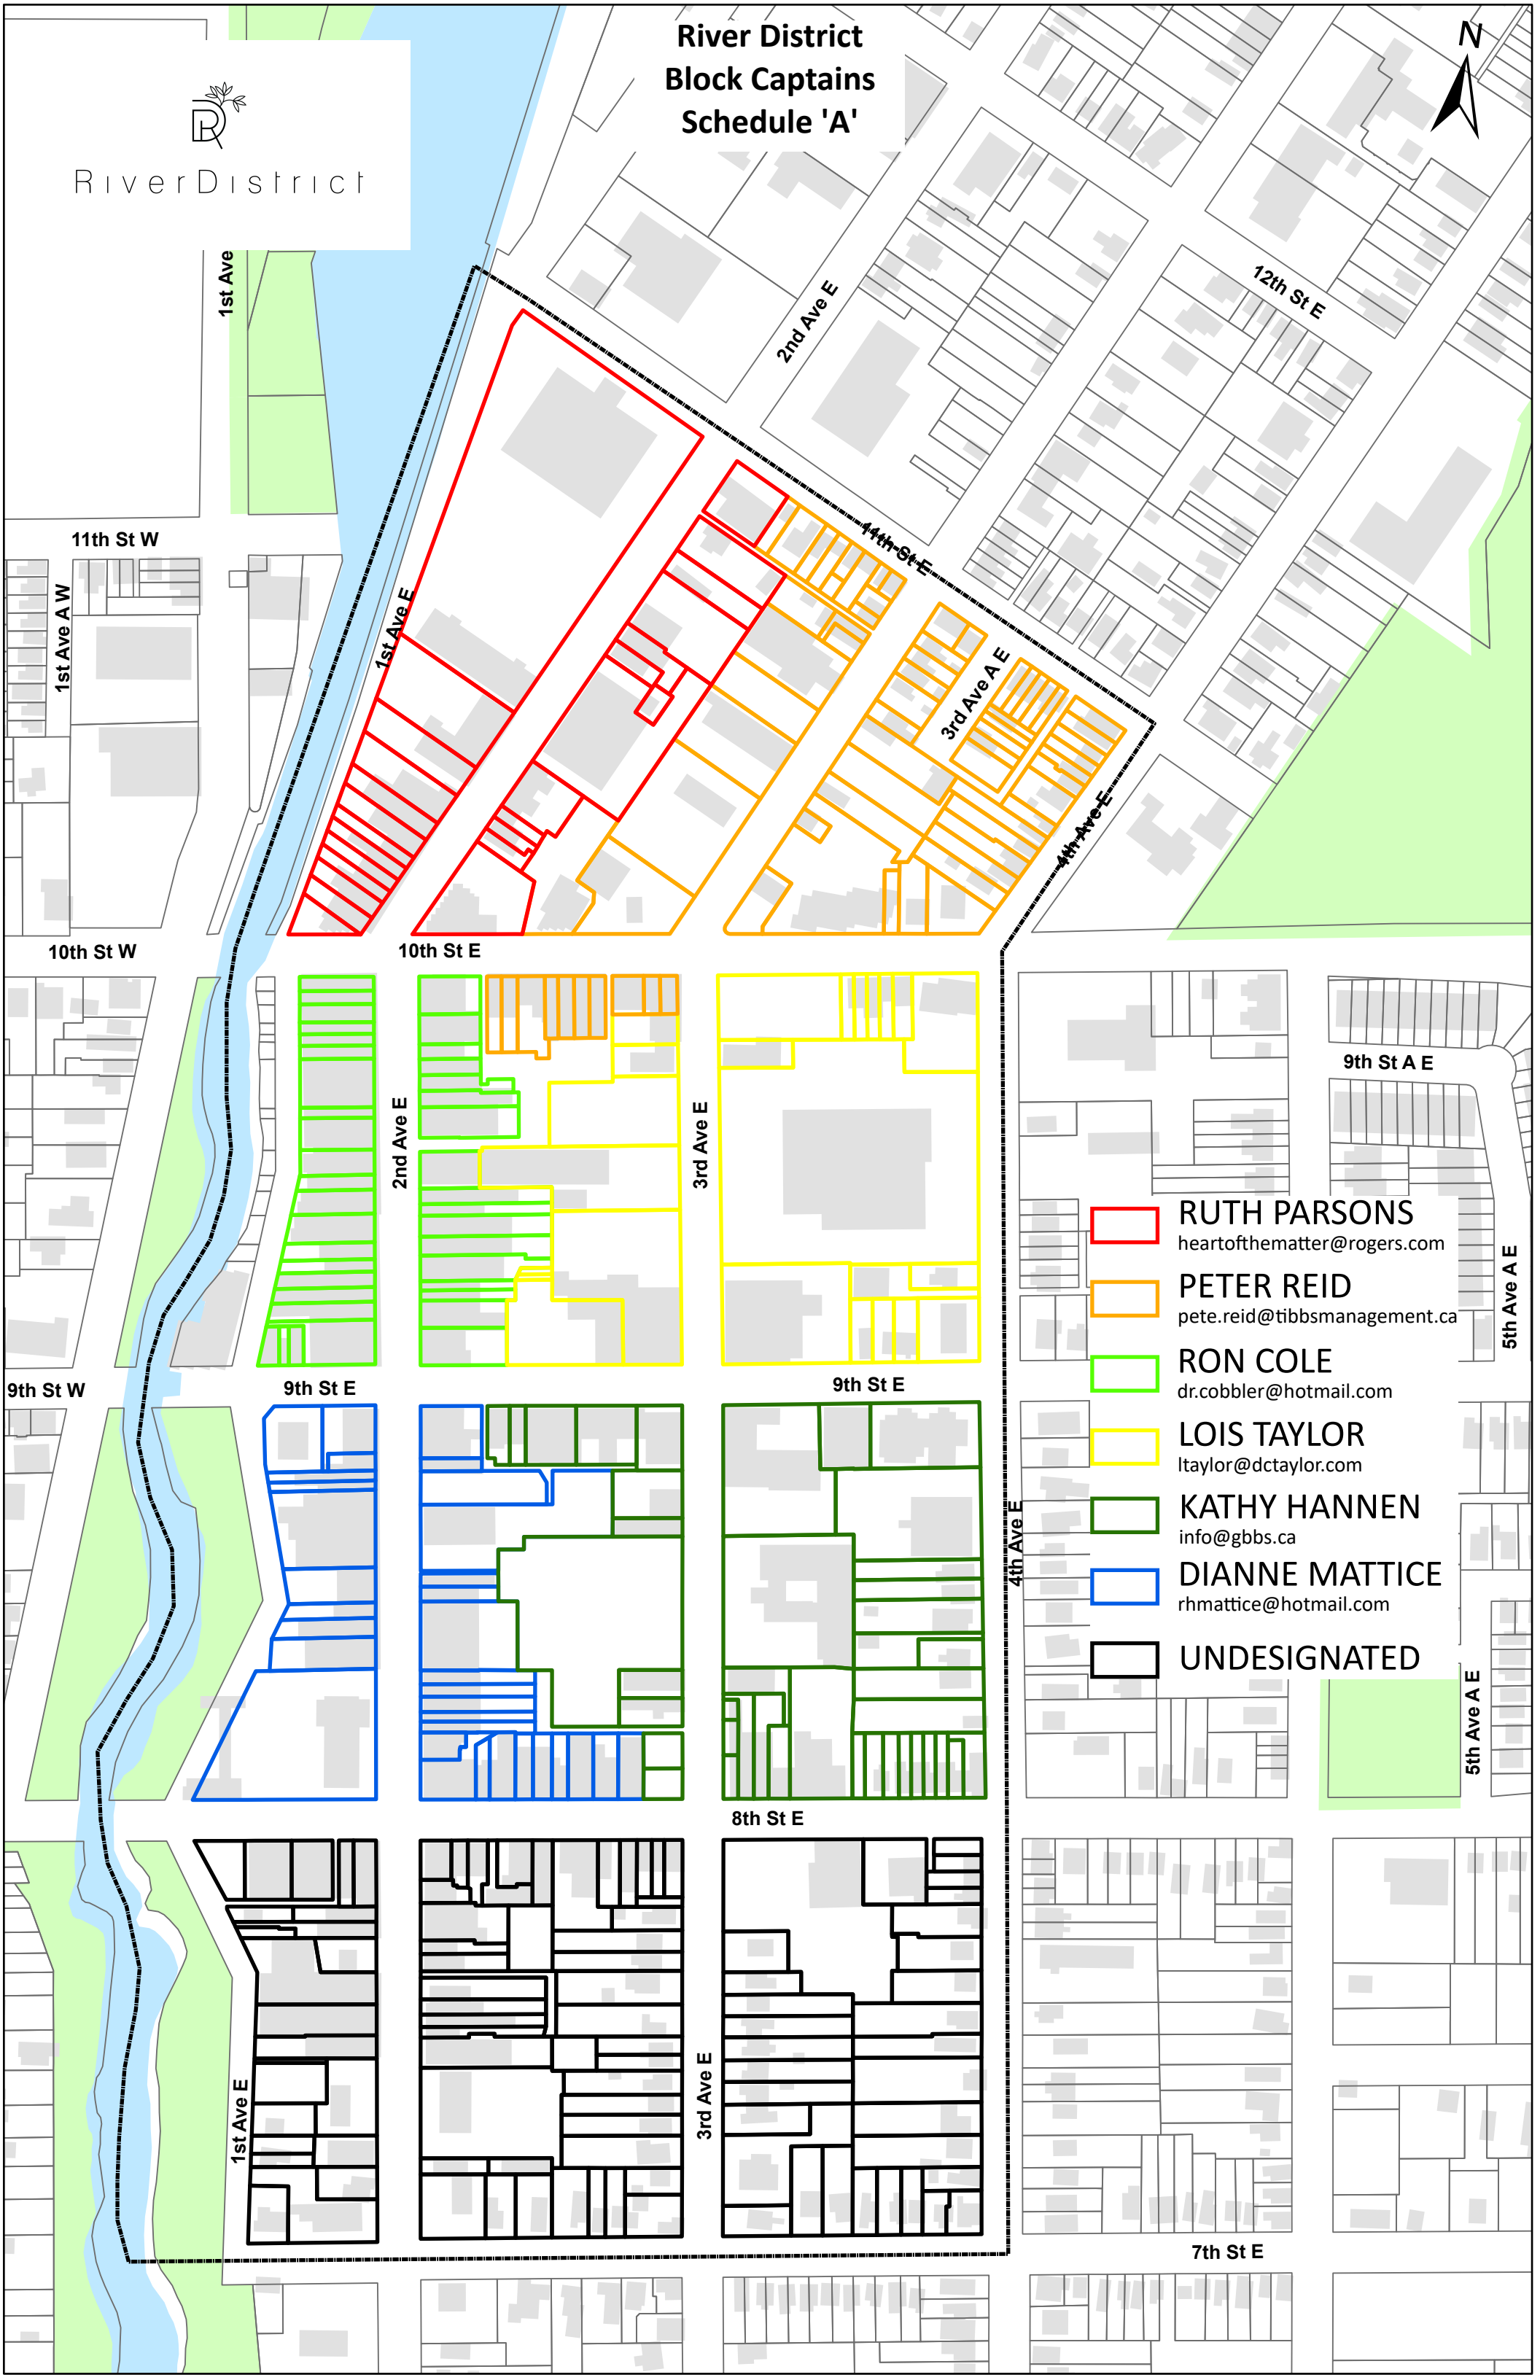 River District
Block Captains
Schedule 'A'
N
RiverDistrict
1st Ave
2nd Ave E
12th St E
11th St W
11th St E
1st Ave A W
1st Ave E
3rd Ave A E
4th Ave E
10th St W
10th St E
9th St A E
2nd Ave E
3rd Ave E
RUTH PARSONS
heartofthematter@rogers.com
PETER REID
pete.reid@tibbsmanagement.ca
5th Ave A E
RON COLE
dr.cobbler@hotmail.com
9th St W
9th St E
9th St E
LOIS TAYLOR
ltaylor@dctaylor.com
KATHY HANNEN
info@gbbs.ca
4th Ave E
DIANNE MATTICE
rhmattice@hotmail.com
UNDESIGNATED
5th Ave A E
8th St E
1st Ave E
3rd Ave E
7th St E